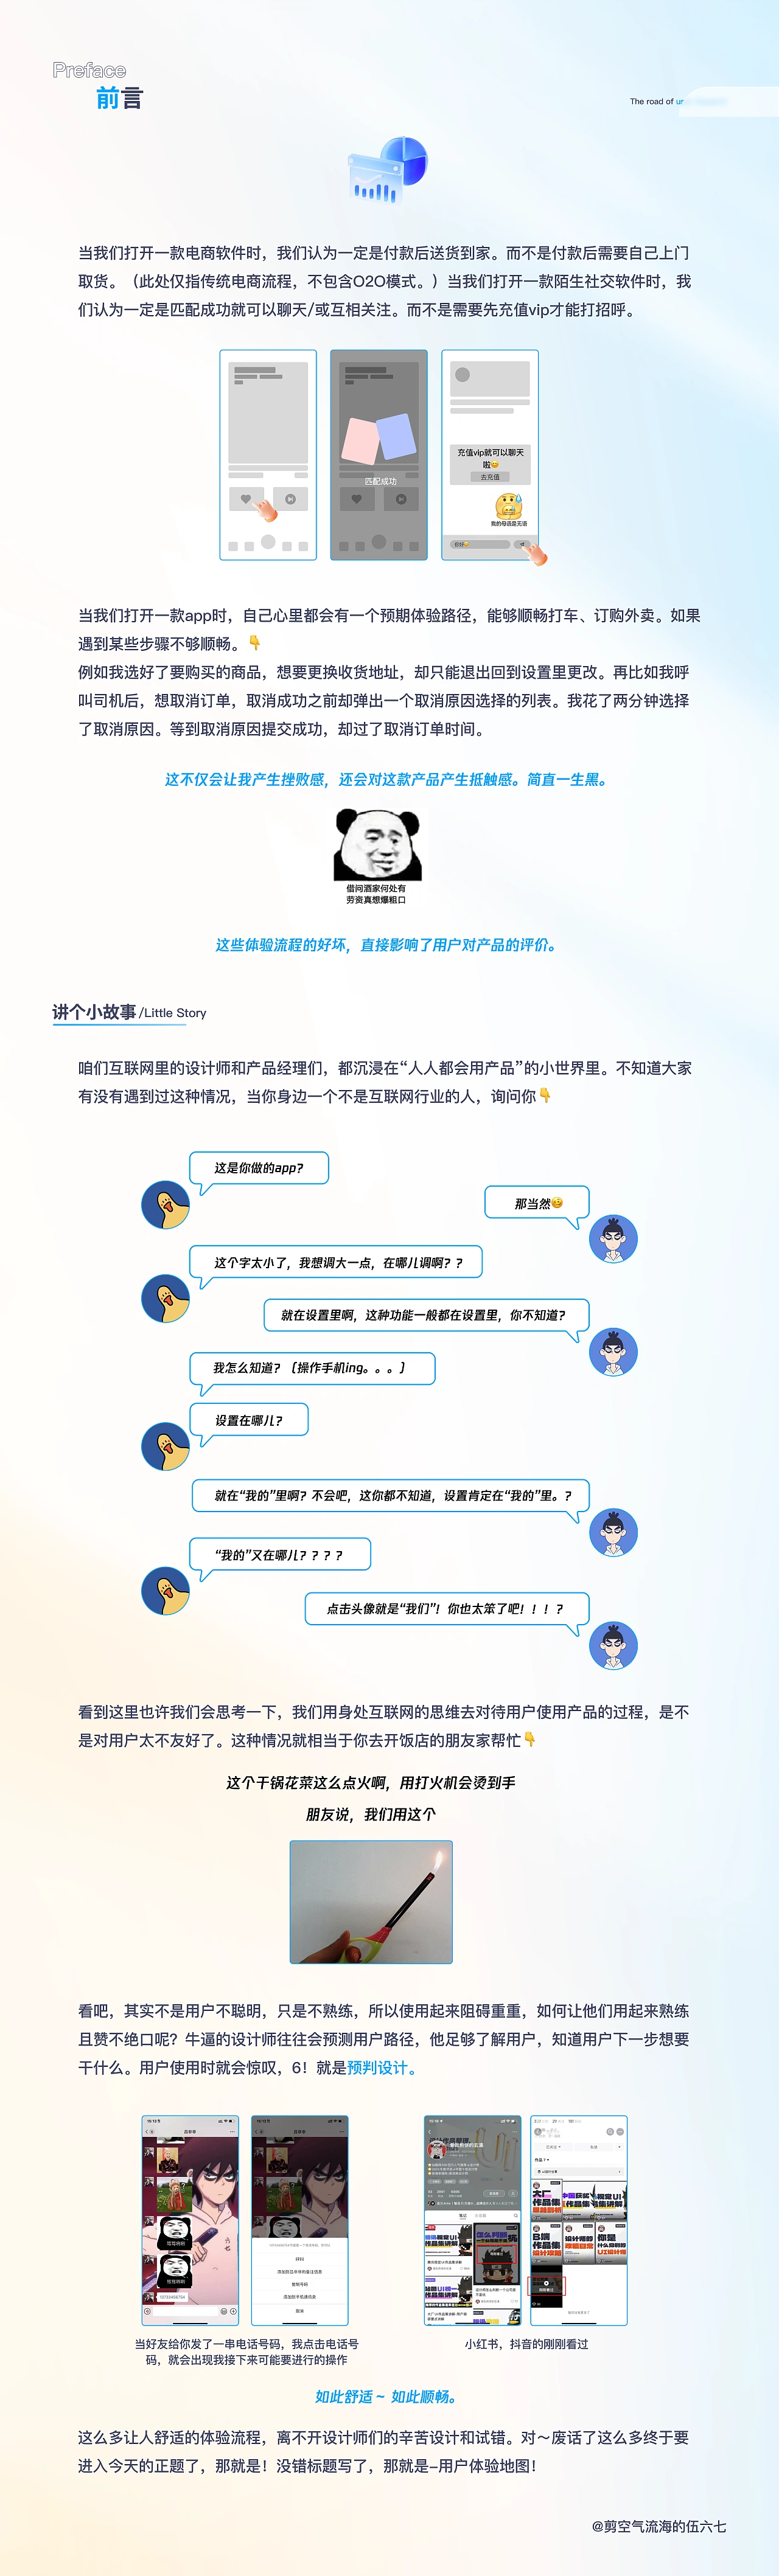 Preface
前言
The road of
当我们打开一款电商软件时，我们认为一定是付款后送货到家。而不是付款后需要自己上门
取货。（此处仅指传统电商流程，不包含O2O模式。）当我们打开一款陌生社交软件时，我
们认为一定是匹配成功就可以聊天/或互相关注。而不是需要先充值vip才能打招呼。
匹配成功
充值vip就可以聊天
啦😊
去充值
我的母语是无语
你好
当我们打开一款app时，自己心里都会有一个预期体验路径，能够顺畅打车、订购外卖。如果
遇到某些步骤不够顺畅。👇
例如我选好了要购买的商品，想要更换收货地址，却只能退出回到设置里更改。再比如我呼
叫司机后，想取消订单，取消成功之前却弹出一个取消原因选择的列表。我花了两分钟选择
了取消原因。等到取消原因提交成功，却过了取消订单时间。
这不仅会让我产生挫败感，还会对这款产品产生抵触感。简直一生黑。
借问酒家何处有
劳资真想爆粗口
这些体验流程的好坏，直接影响了用户对产品的评价。
讲个小故事/Little Story
咱们互联网里的设计师和产品经理们，都沉浸在“人人都会用产品”的小世界里。不知道大家
有没有遇到过这种情况，当你身边一个不是互联网行业的人，询问你👇
这是你做的app？
那当然😊
这个字太小了，我想调大一点，在哪儿调啊？？
就在设置里啊，这种功能一般都在设置里，你不知道？
我怎么知道？〔操作手机ing。。。〕
设置在哪儿？
就在“我的”里啊？不会吧，这你都不知道，设置肯定在“我的”里。？
“我的”又在哪儿？？？？
点击头像就是“我们”！你也太笨了吧！！！？
看到这里也许我们会思考一下，我们用身处互联网的思维去对待用户使用产品的过程，是不
是对用户太不友好了。这种情况就相当于你去开饭店的朋友家帮忙👇
这个干锅花菜这么点火啊，用打火机会烫到手
朋友说，我们用这个
看吧，其实不是用户不聪明，只是不熟练，所以使用起来阻碍重重，如何让他们用起来熟练
且赞不绝口呢？牛逼的设计师往往会预测用户路径，他足够了解用户，知道用户下一步想要
干什么。用户使用时就会惊叹，6！就是预判设计。
呼叫
复制号码
取消
当好友给你发了一串电话号码，我点击电话号
码，就会出现我接下来可能要进行的操作
小红书，抖音的刚刚看过
如此舒适～ 如此顺畅。
这么多让人舒适的体验流程，离不开设计师们的辛苦设计和试错。对～废话了这么多终于要
进入今天的正题了，那就是！没错标题写了，那就是-用户体验地图！
@剪空气流海的伍六七